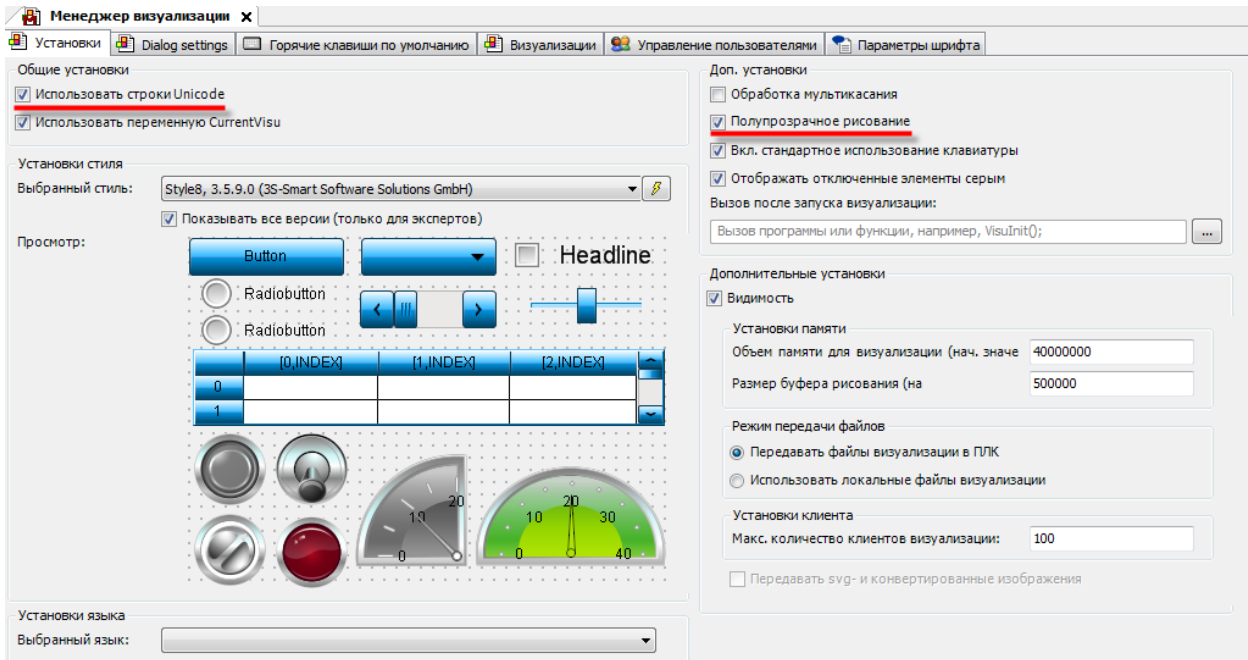 Менеджер визуализации x
Установки Dialog settings Горячие клавиши по умолчанию Визуализации Управление пользователями Параметры шрифта
Общие установки
Использовать строки Unicode
Использовать переменную CurrentVisu
Установки стиля
Выбранный стиль: Style8, 3.5.9.0 (3S-Smart Software Solutions GmbH)
Показывать все версии (только для экспертов)
Просмотр:
Button Headline
Radiobutton
Radiobutton
[0,INDEX] [1,INDEX] [2,INDEX]
0
1
0 10 20
0 10 20 30 40
Установки языка
Выбранный язык:
Доп. установки
Обработка мультикасания
Полупрозрачное рисование
Вкл. стандартное использование клавиатуры
Отображать отключенные элементы серым
Вызов после запуска визуализации:
Вызов программы или функции, например, VisuInit(); ...
Дополнительные установки
Видимость
Установки памяти
Объем памяти для визуализации (нач. значе 40000000
Размер буфера рисования (на 500000
Режим передачи файлов
Передавать файлы визуализации в ПЛК
Использовать локальные файлы визуализации
Установки клиента
Макс. количество клиентов визуализации: 100
Передавать svg- и конвертированные изображения